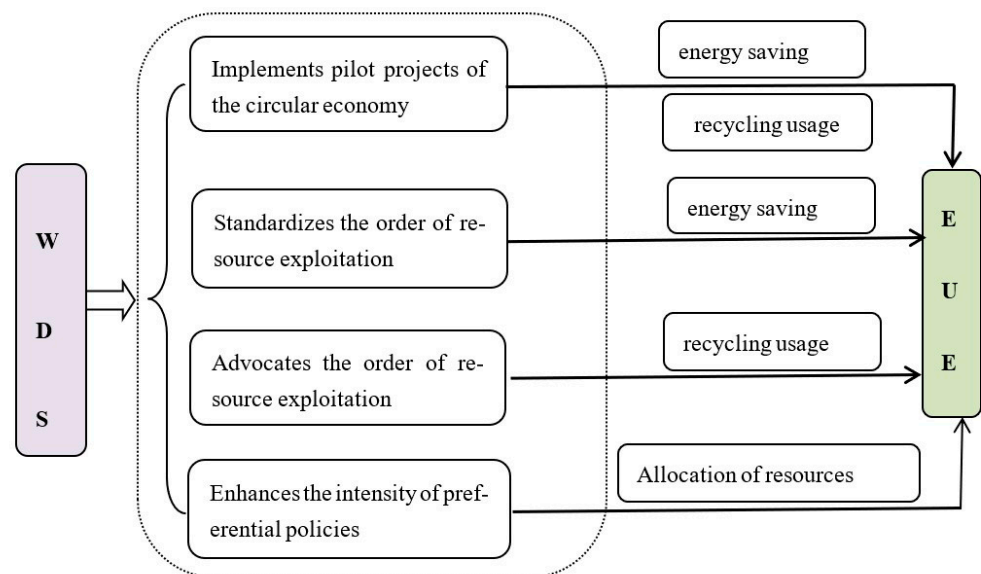 W
D
S
Implements pilot projects of
the circular economy
energy saving
recycling usage
Standardizes the order of re-
source exploitation
energy saving
Advocates the order of re-
source exploitation
recycling usage
Enhances the intensity of pref-
erential policies
Allocation of resources
E
U
E